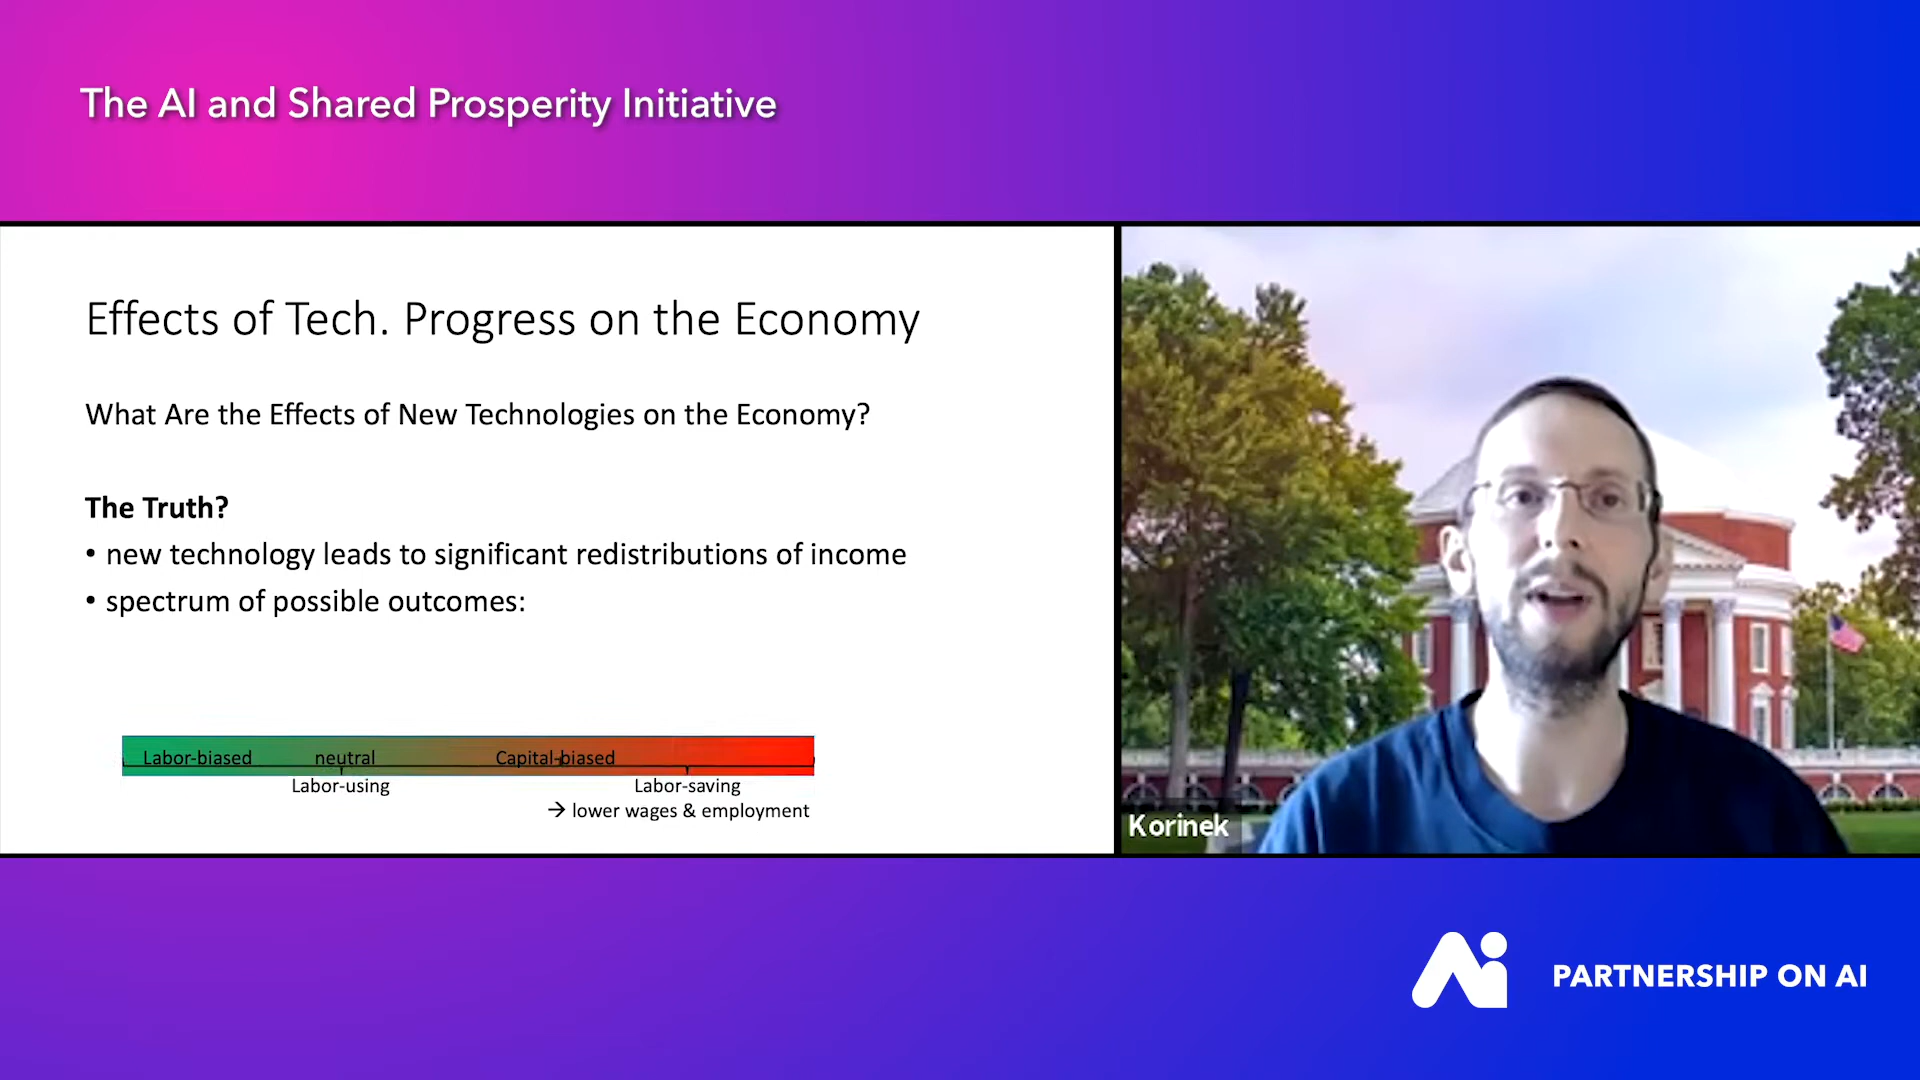 The AI and Shared Prosperity Initiative
Effects of Tech. Progress on the Economy
What Are the Effects of New Technologies on the Economy?
The Truth?
• new technology leads to significant redistributions of income
• spectrum of possible outcomes:
Labor-biased neutral Capital-biased
Labor-using Labor-saving
→ lower wages & employment
Korinek
PARTNERSHIP ON AI